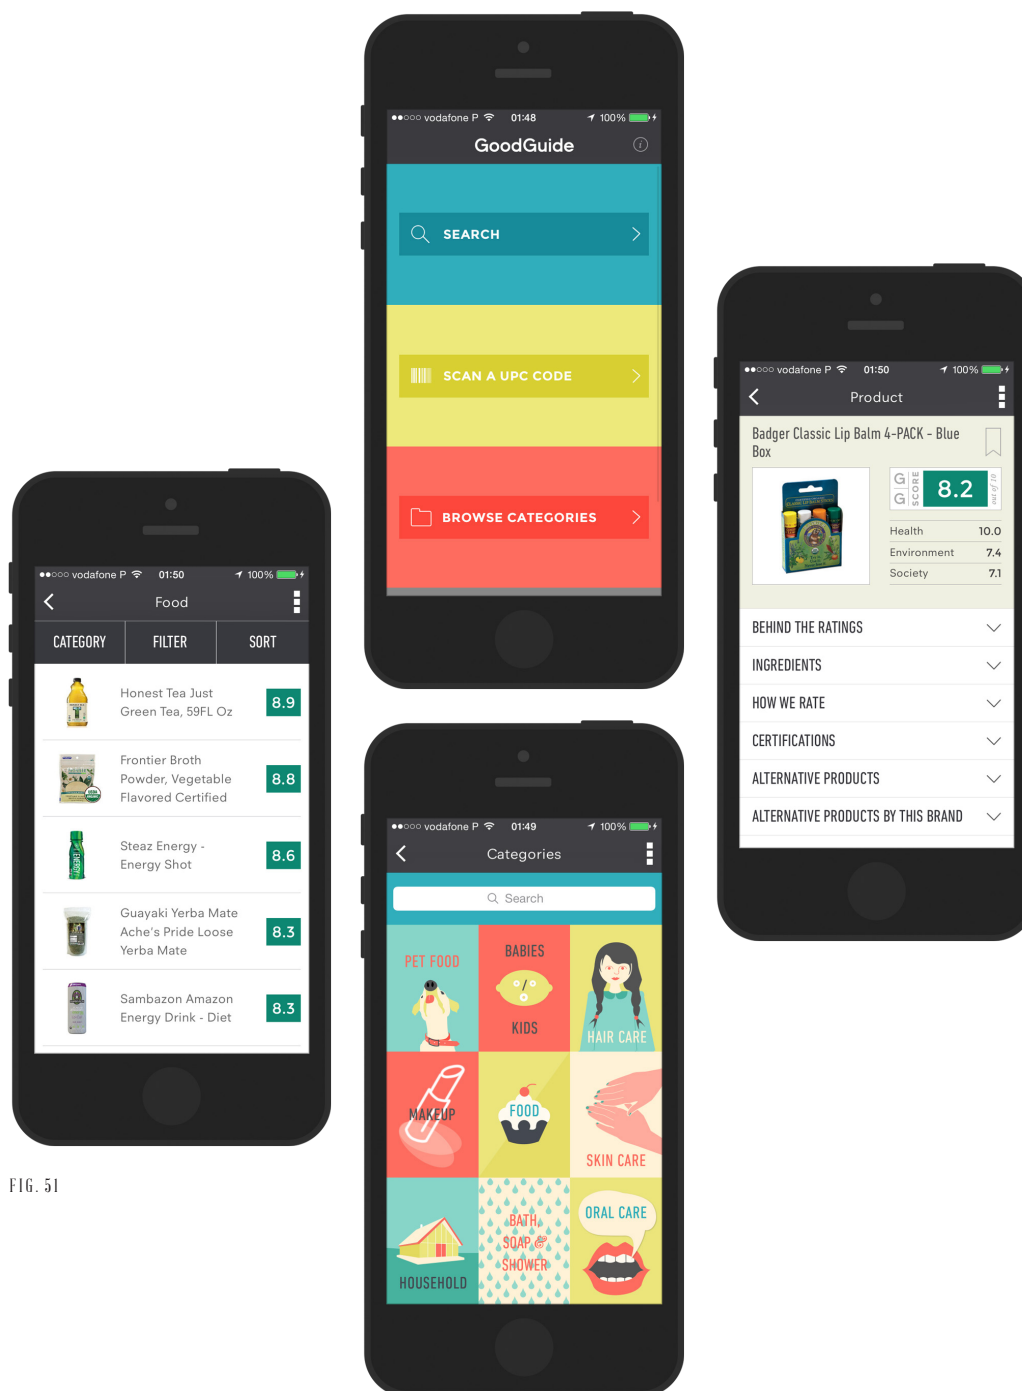 vodafone P 01:48 100%
GoodGuide
SEARCH
SCAN A UPC CODE
BROWSE CATEGORIES
vodafone P 01:50 100%
Product
Badger Classic Lip Balm 4-PACK - Blue
Box
G
G
SCORE
8.2
out of 10
Health 10.0
Environment 7.4
Society 7.1
BEHIND THE RATINGS
INGREDIENTS
HOW WE RATE
CERTIFICATIONS
ALTERNATIVE PRODUCTS
ALTERNATIVE PRODUCTS BY THIS BRAND
vodafone P 01:50 100%
Food
CATEGORY FILTER SORT
Honest Tea Just
Green Tea, 59FL Oz
8.9
Frontier Broth
Powder, Vegetable
Flavored Certified
8.8
Steaz Energy -
Energy Shot
8.6
ENERGY
Guayaki Yerba Mate
Ache's Pride Loose
Yerba Mate
8.3
Sambazon Amazon
Energy Drink - Diet
8.3
vodafone P 01:49 100%
Categories
Search
PET FOOD
BABIES
KIDS
HAIR CARE
MAKEUP
FOOD
SKIN CARE
HOUSEHOLD
BATH,
SOAP &
SHOWER
ORAL CARE
FIG. 51